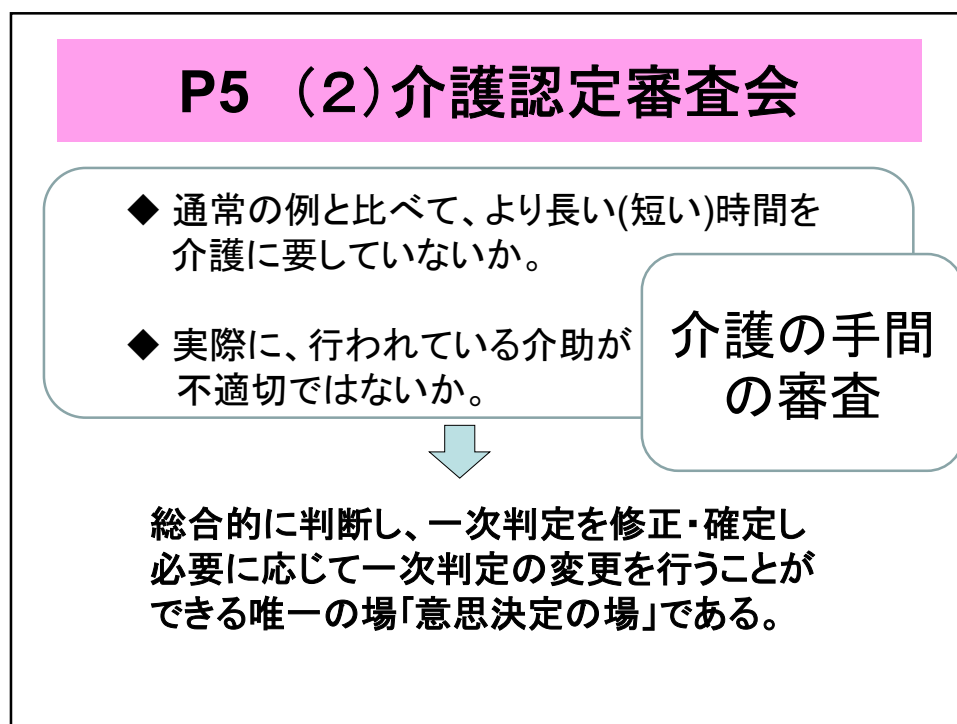 P5 （２）介護認定審査会
◆ 通常の例と比べて、より長い(短い)時間を
介護に要していないか。
◆ 実際に、行われている介助が
不適切ではないか。
介護の手間
の審査
総合的に判断し、一次判定を修正・確定し
必要に応じて一次判定の変更を行うことが
できる唯一の場「意思決定の場」である。